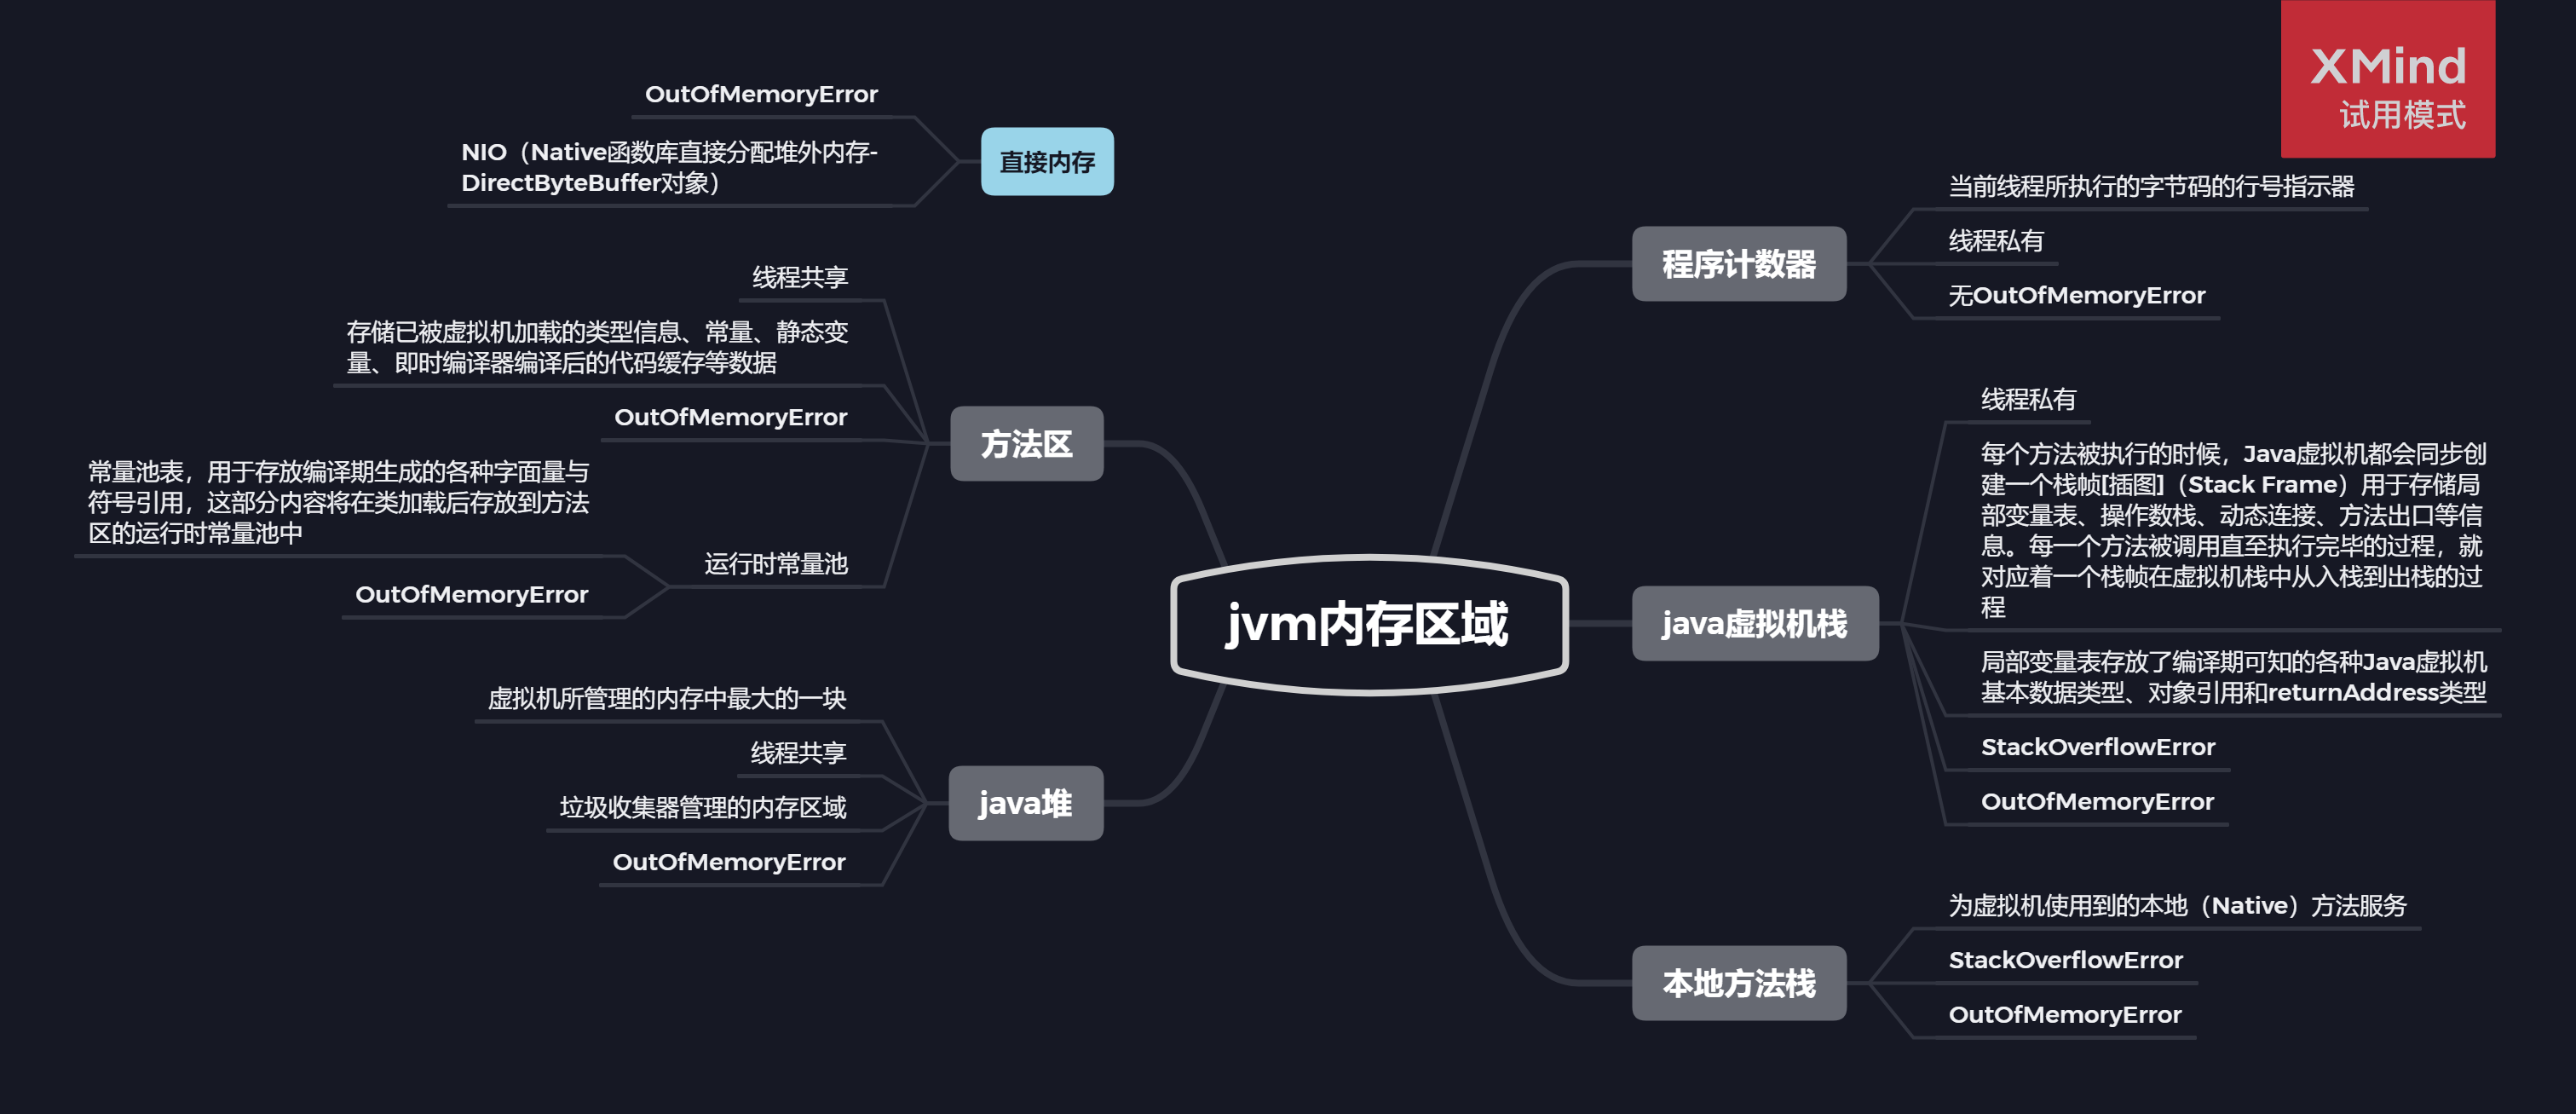 XMind
试用模式
OutOfMemoryError
NIO（Native函数库直接分配堆外内存-
DirectByteBuffer对象）
直接内存
线程共享
存储已被虚拟机加载的类型信息、常量、静态变
量、即时编译器编译后的代码缓存等数据
OutOfMemoryError
常量池表，用于存放编译期生成的各种字面量与
符号引用，这部分内容将在类加载后存放到方法
区的运行时常量池中
OutOfMemoryError
运行时常量池
方法区
虚拟机所管理的内存中最大的一块
线程共享
垃圾收集器管理的内存区域
OutOfMemoryError
java堆
jvm内存区域
程序计数器
当前线程所执行的字节码的行号指示器
线程私有
无OutOfMemoryError
java虚拟机栈
线程私有
每个方法被执行的时候，Java虚拟机都会同步创
建一个栈帧[插图]（Stack Frame）用于存储局
部变量表、操作数栈、动态连接、方法出口等信
息。每一个方法被调用直至执行完毕的过程，就
对应着一个栈帧在虚拟机栈中从入栈到出栈的过
程
局部变量表存放了编译期可知的各种Java虚拟机
基本数据类型、对象引用和returnAddress类型
StackOverflowError
OutOfMemoryError
本地方法栈
为虚拟机使用到的本地（Native）方法服务
StackOverflowError
OutOfMemoryError